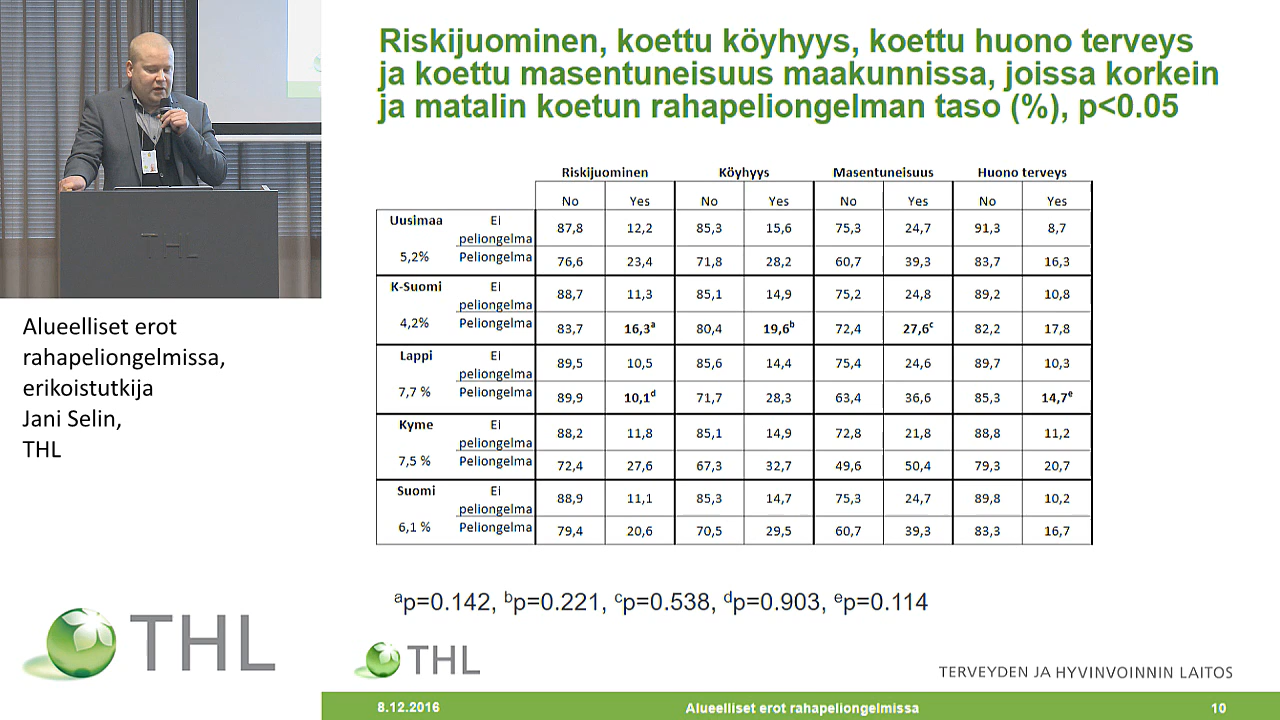 THL
Alueelliset erot
rahapeliongelmissa,
erikoistutkija
Jani Selin,
THL
THL
Riskijuominen, koettu köyhyys, koettu huono terveys
ja koettu masentuneisuus maakunnissa, joissa korkein
ja matalin koetun rahapeliongelman taso (%), p<0.05
Riskijuominen Köyhyys Masentuneisuus Huono terveys
No Yes No Yes No Yes No Yes
Uusimaa Ei peliongelma 87,8 12,2 85,3 15,6 75,3 24,7 91,3 8,7
5,2% Peliongelma 76,6 23,4 71,8 28,2 60,7 39,3 83,7 16,3
K-Suomi Ei peliongelma 88,7 11,3 85,1 14,9 75,2 24,8 89,2 10,8
4,2% Peliongelma 83,7 16,3ᵃ 80,4 19,6ᵇ 72,4 27,6ᶜ 82,2 17,8
Lappi Ei peliongelma 89,5 10,5 85,6 14,4 75,4 24,6 89,7 10,3
7,7 % Peliongelma 89,9 10,1ᵈ 71,7 28,3 63,4 36,6 85,3 14,7ᵉ
Kyme Ei peliongelma 88,2 11,8 85,1 14,9 72,8 21,8 88,8 11,2
7,5 % Peliongelma 72,4 27,6 67,3 32,7 49,6 50,4 79,3 20,7
Suomi Ei peliongelma 88,9 11,1 85,3 14,7 75,3 24,7 89,8 10,2
6,1 % Peliongelma 79,4 20,6 70,5 29,5 60,7 39,3 83,3 16,7
ᵃp=0.142, ᵇp=0.221, ᶜp=0.538, ᵈp=0.903, ᵉp=0.114
THL
TERVEYDEN JA HYVINVOINNIN LAITOS
8.12.2016 Alueelliset erot rahapeliongelmissa 10